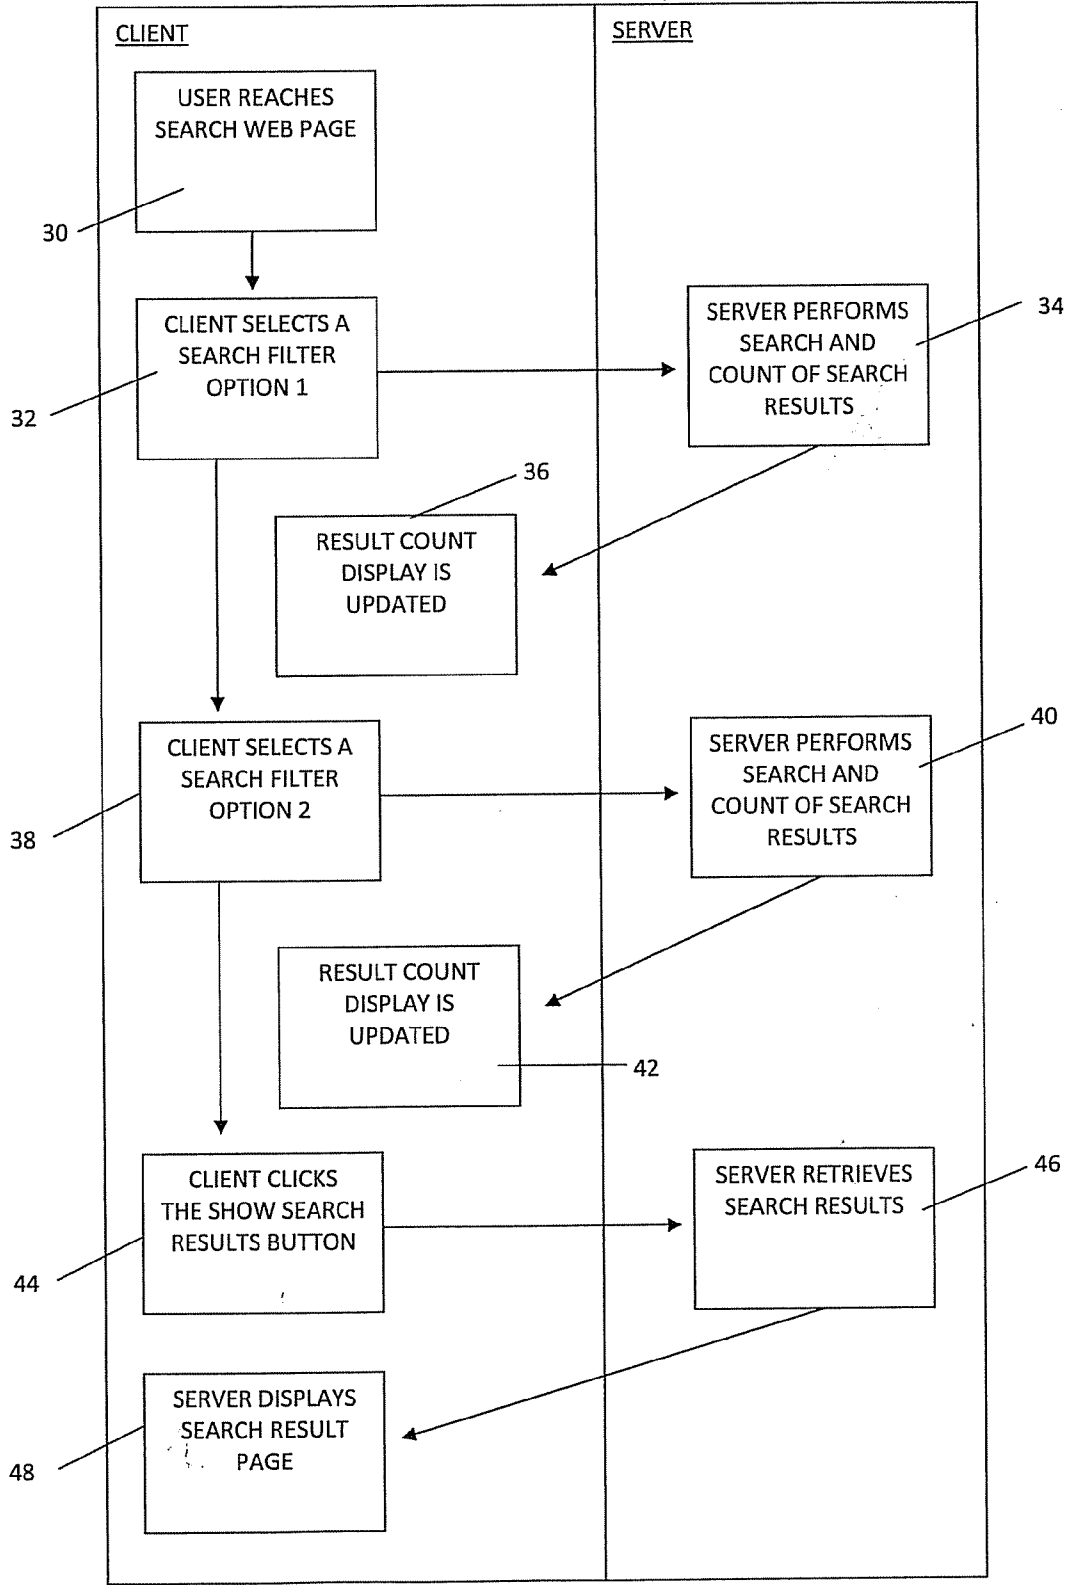 CLIENT
SERVER
USER REACHES
SEARCH WEB PAGE
30
CLIENT SELECTS A
SEARCH FILTER
OPTION 1
32
SERVER PERFORMS
SEARCH AND
COUNT OF SEARCH
RESULTS
34
36
RESULT COUNT
DISPLAY IS
UPDATED
CLIENT SELECTS A
SEARCH FILTER
OPTION 2
38
SERVER PERFORMS
SEARCH AND
COUNT OF SEARCH
RESULTS
40
RESULT COUNT
DISPLAY IS
UPDATED
42
CLIENT CLICKS
THE SHOW SEARCH
RESULTS BUTTON
44
SERVER RETRIEVES
SEARCH RESULTS
46
SERVER DISPLAYS
SEARCH RESULT
PAGE
48